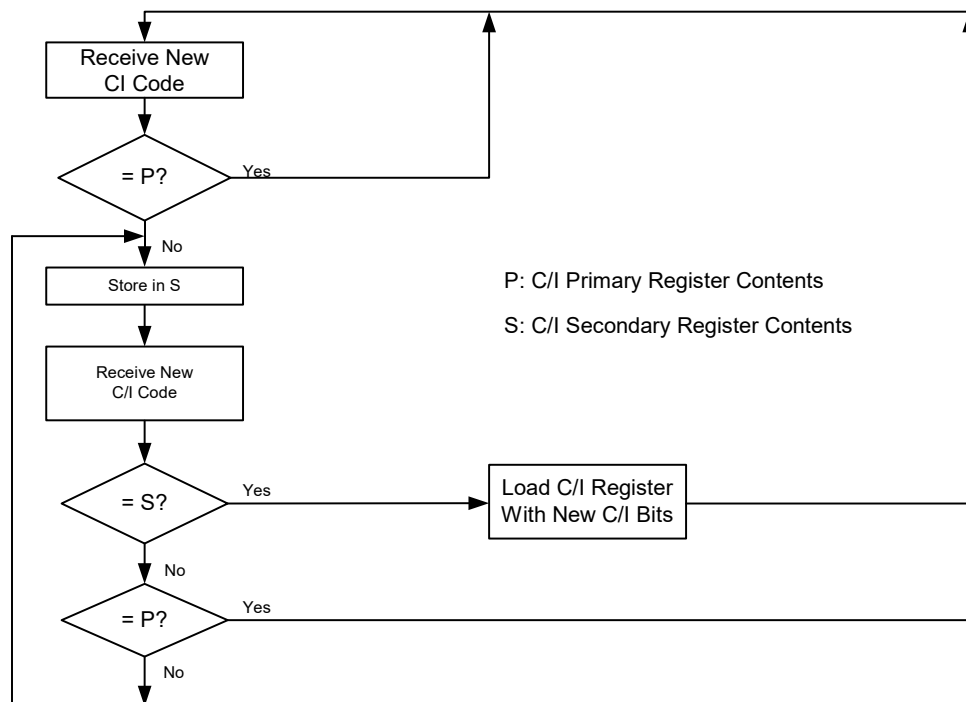 Receive New
CI Code
= P?
Yes
No
Store in S
P: C/I Primary Register Contents
S: C/I Secondary Register Contents
Receive New
C/I Code
= S?
Yes
Load C/I Register
With New C/I Bits
No
= P?
Yes
No